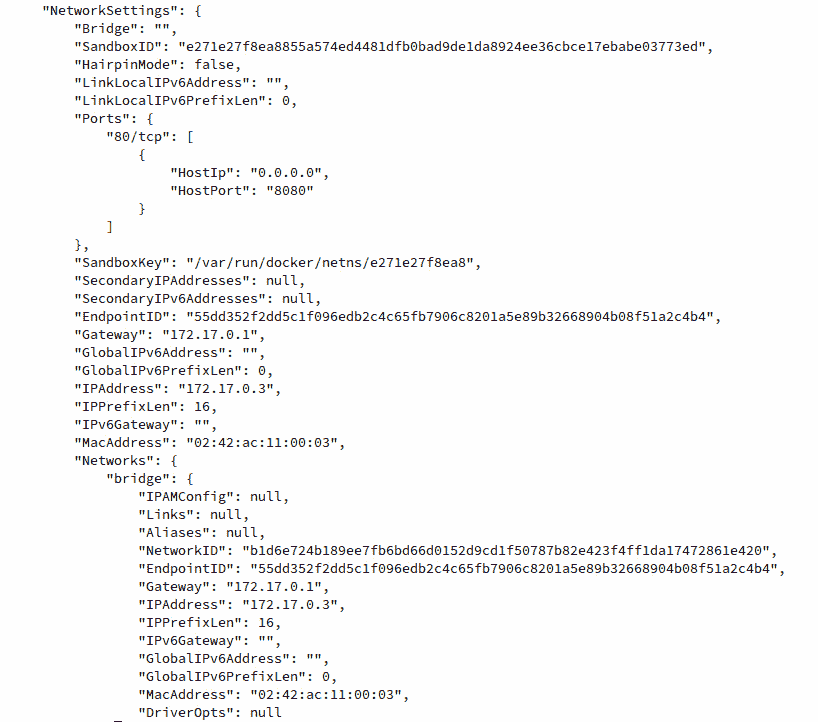 "NetworkSettings": {
"Bridge": "",
"SandboxID": "e271e27f8ea8855a574ed4481dfb0bad9de1da8924ee36cbce17ebabe03773ed",
"HairpinMode": false,
"LinkLocalIPv6Address": "",
"LinkLocalIPv6PrefixLen": 0,
"Ports": {
"80/tcp": [
{
"HostIp": "0.0.0.0",
"HostPort": "8080"
}
]
},
"SandboxKey": "/var/run/docker/netns/e271e27f8ea8",
"SecondaryIPAddresses": null,
"SecondaryIPv6Addresses": null,
"EndpointID": "55dd352f2dd5c1f096edb2c4c65fb7906c8201a5e89b32668904b08f51a2c4b4",
"Gateway": "172.17.0.1",
"GlobalIPv6Address": "",
"GlobalIPv6PrefixLen": 0,
"IPAddress": "172.17.0.3",
"IPPrefixLen": 16,
"IPv6Gateway": "",
"MacAddress": "02:42:ac:11:00:03",
"Networks": {
"bridge": {
"IPAMConfig": null,
"Links": null,
"Aliases": null,
"NetworkID": "b1d6e724b189ee7fb6bd66d0152d9cd1f50787b82e423f4ff1da17472861e420",
"EndpointID": "55dd352f2dd5c1f096edb2c4c65fb7906c8201a5e89b32668904b08f51a2c4b4",
"Gateway": "172.17.0.1",
"IPAddress": "172.17.0.3",
"IPPrefixLen": 16,
"IPv6Gateway": "",
"GlobalIPv6Address": "",
"GlobalIPv6PrefixLen": 0,
"MacAddress": "02:42:ac:11:00:03",
"DriverOpts": null